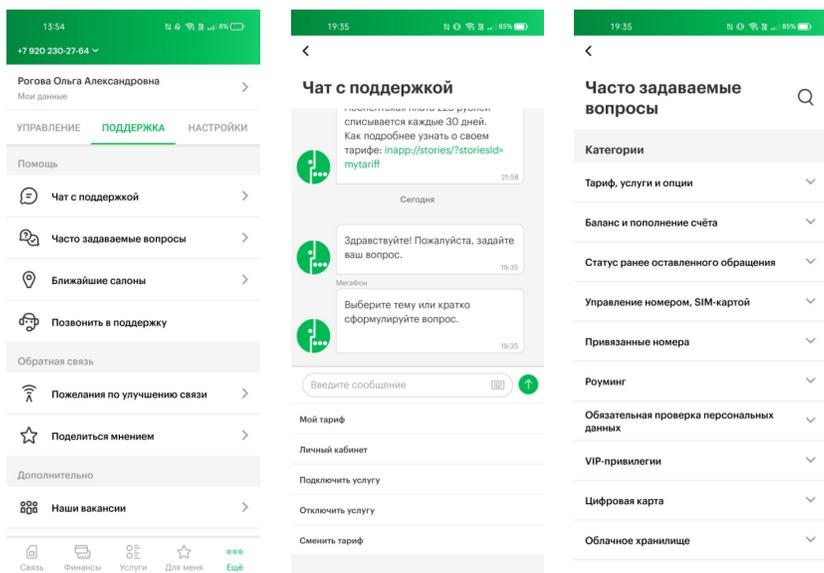 13:54
8%
+7 920 230-27-64
Рогова Ольга Александровна
Мои данные
УПРАВЛЕНИЕ ПОДДЕРЖКА НАСТРОЙКИ
Помощь
Чат с поддержкой
Часто задаваемые вопросы
Ближайшие салоны
Позвонить в поддержку
Обратная связь
Пожелания по улучшению связи
Поделиться мнением
Дополнительно
Наши вакансии
Связь Финансы Услуги Для меня Ещё
19:35
85%
Чат с поддержкой
Абонентская плата 225 рублей
списывается каждые 30 дней.
Как подробнее узнать о своем
тарифе: inapp://stories/?storiesId=
mytariff
21:58
Сегодня
Здравствуйте! Пожалуйста, задайте
ваш вопрос.
19:35
МегаФон
Выберите тему или кратко
сформулируйте вопрос.
19:35
Введите сообщение
Мой тариф
Личный кабинет
Подключить услугу
Отключить услугу
Сменить тариф
19:35
85%
Часто задаваемые
вопросы
Категории
Тариф, услуги и опции
Баланс и пополнение счёта
Статус ранее оставленного обращения
Управление номером, SIM-картой
Привязанные номера
Роуминг
Обязательная проверка персональных
данных
VIP-привилегии
Цифровая карта
Облачное хранилище